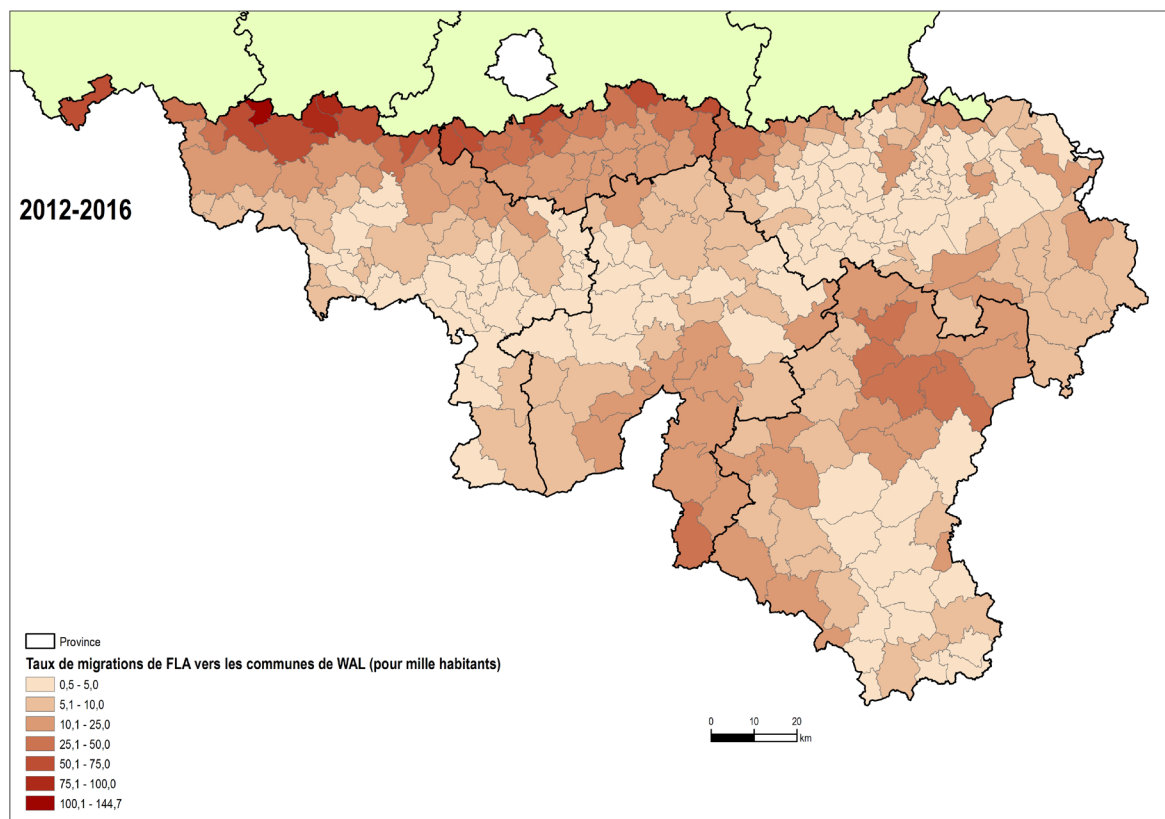 2012-2016
Province
Taux de migrations de FLA vers les communes de WAL (pour mille habitants)
0,5 - 5,0
5,1 - 10,0
10,1 - 25,0
25,1 - 50,0
50,1 - 75,0
75,1 - 100,0
100,1 - 144,7
0 10 20
km